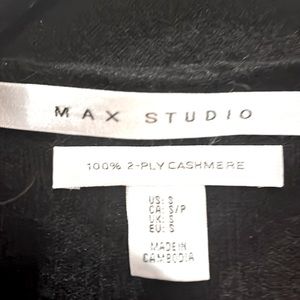 MAX STUDIO
100% 2-PLY CASHMERE
US: S
CA: S/P
UK: S
EU: S
MADE IN
CAMBODIA